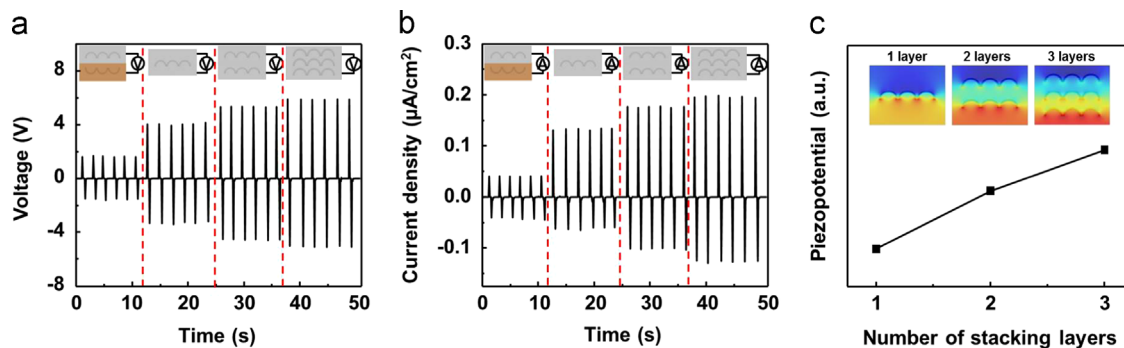 a
8
4
0
-4
-8
Voltage (V)
V
V
V
V
0
10
20
30
40
50
Time (s)
b
0.3
0.2
0.1
0.0
-0.1
Current density (µA/cm²)
A
A
A
A
0
10
20
30
40
50
Time (s)
c
Piezopotential (a.u.)
1 layer
2 layers
3 layers
1
2
3
Number of stacking layers